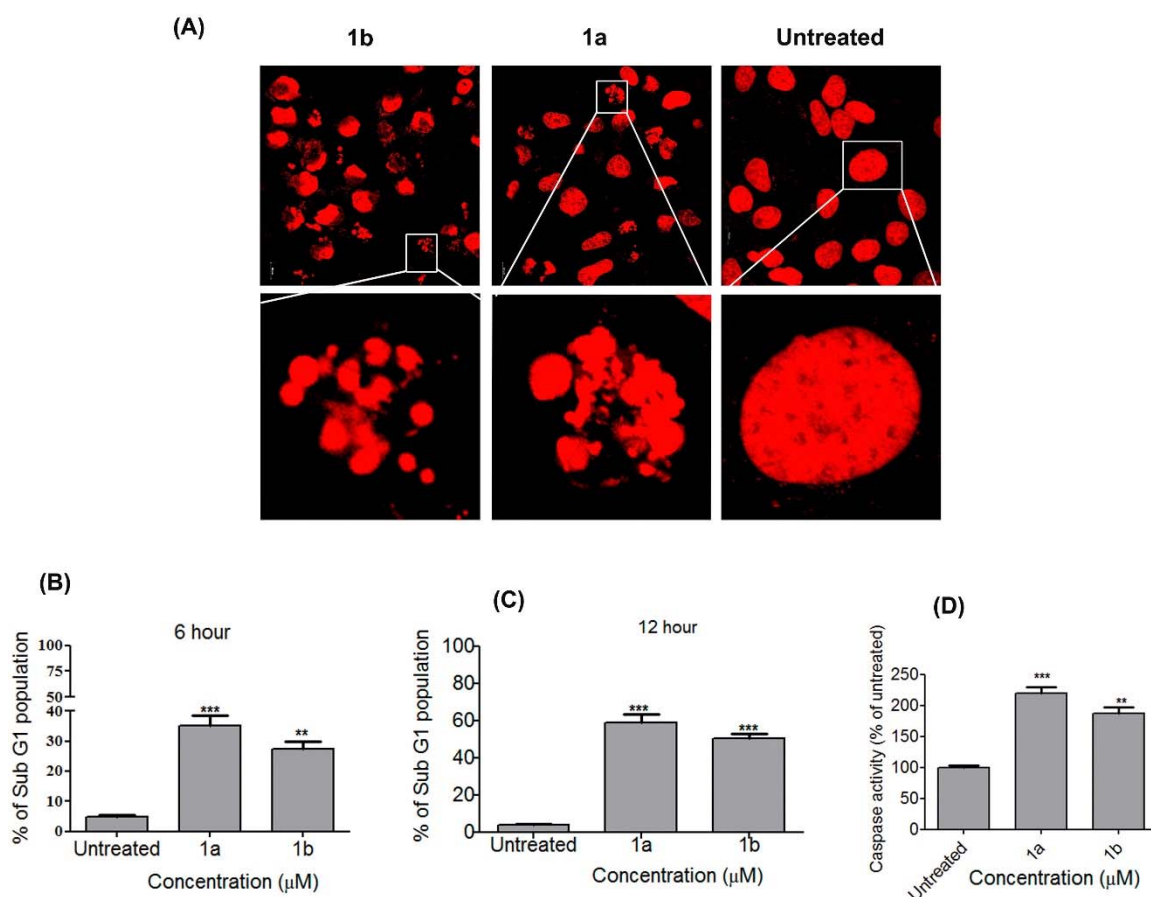 (A)
1b
1a
Untreated
(B)
6 hour
% of Sub G1 population
100
75
50
40
30
20
10
0
***
**
Untreated
1a
1b
Concentration (μM)
(C)
12 hour
% of Sub G1 population
100
80
60
40
20
0
***
***
Untreated
1a
1b
Concentration (μM)
(D)
Caspase activity (% of untreated)
250
200
150
100
50
0
***
**
Untreated
1a
1b
Concentration (μM)